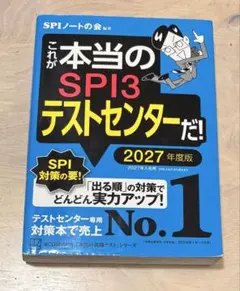 SPIノートの会 編著
これが
本当の
SPI3
テストセンターだ!
2027年度版
SPI
対策の要!
「出る順」の対策で
どんどん実力アップ!
テストセンター専用
対策本で売上
No.1